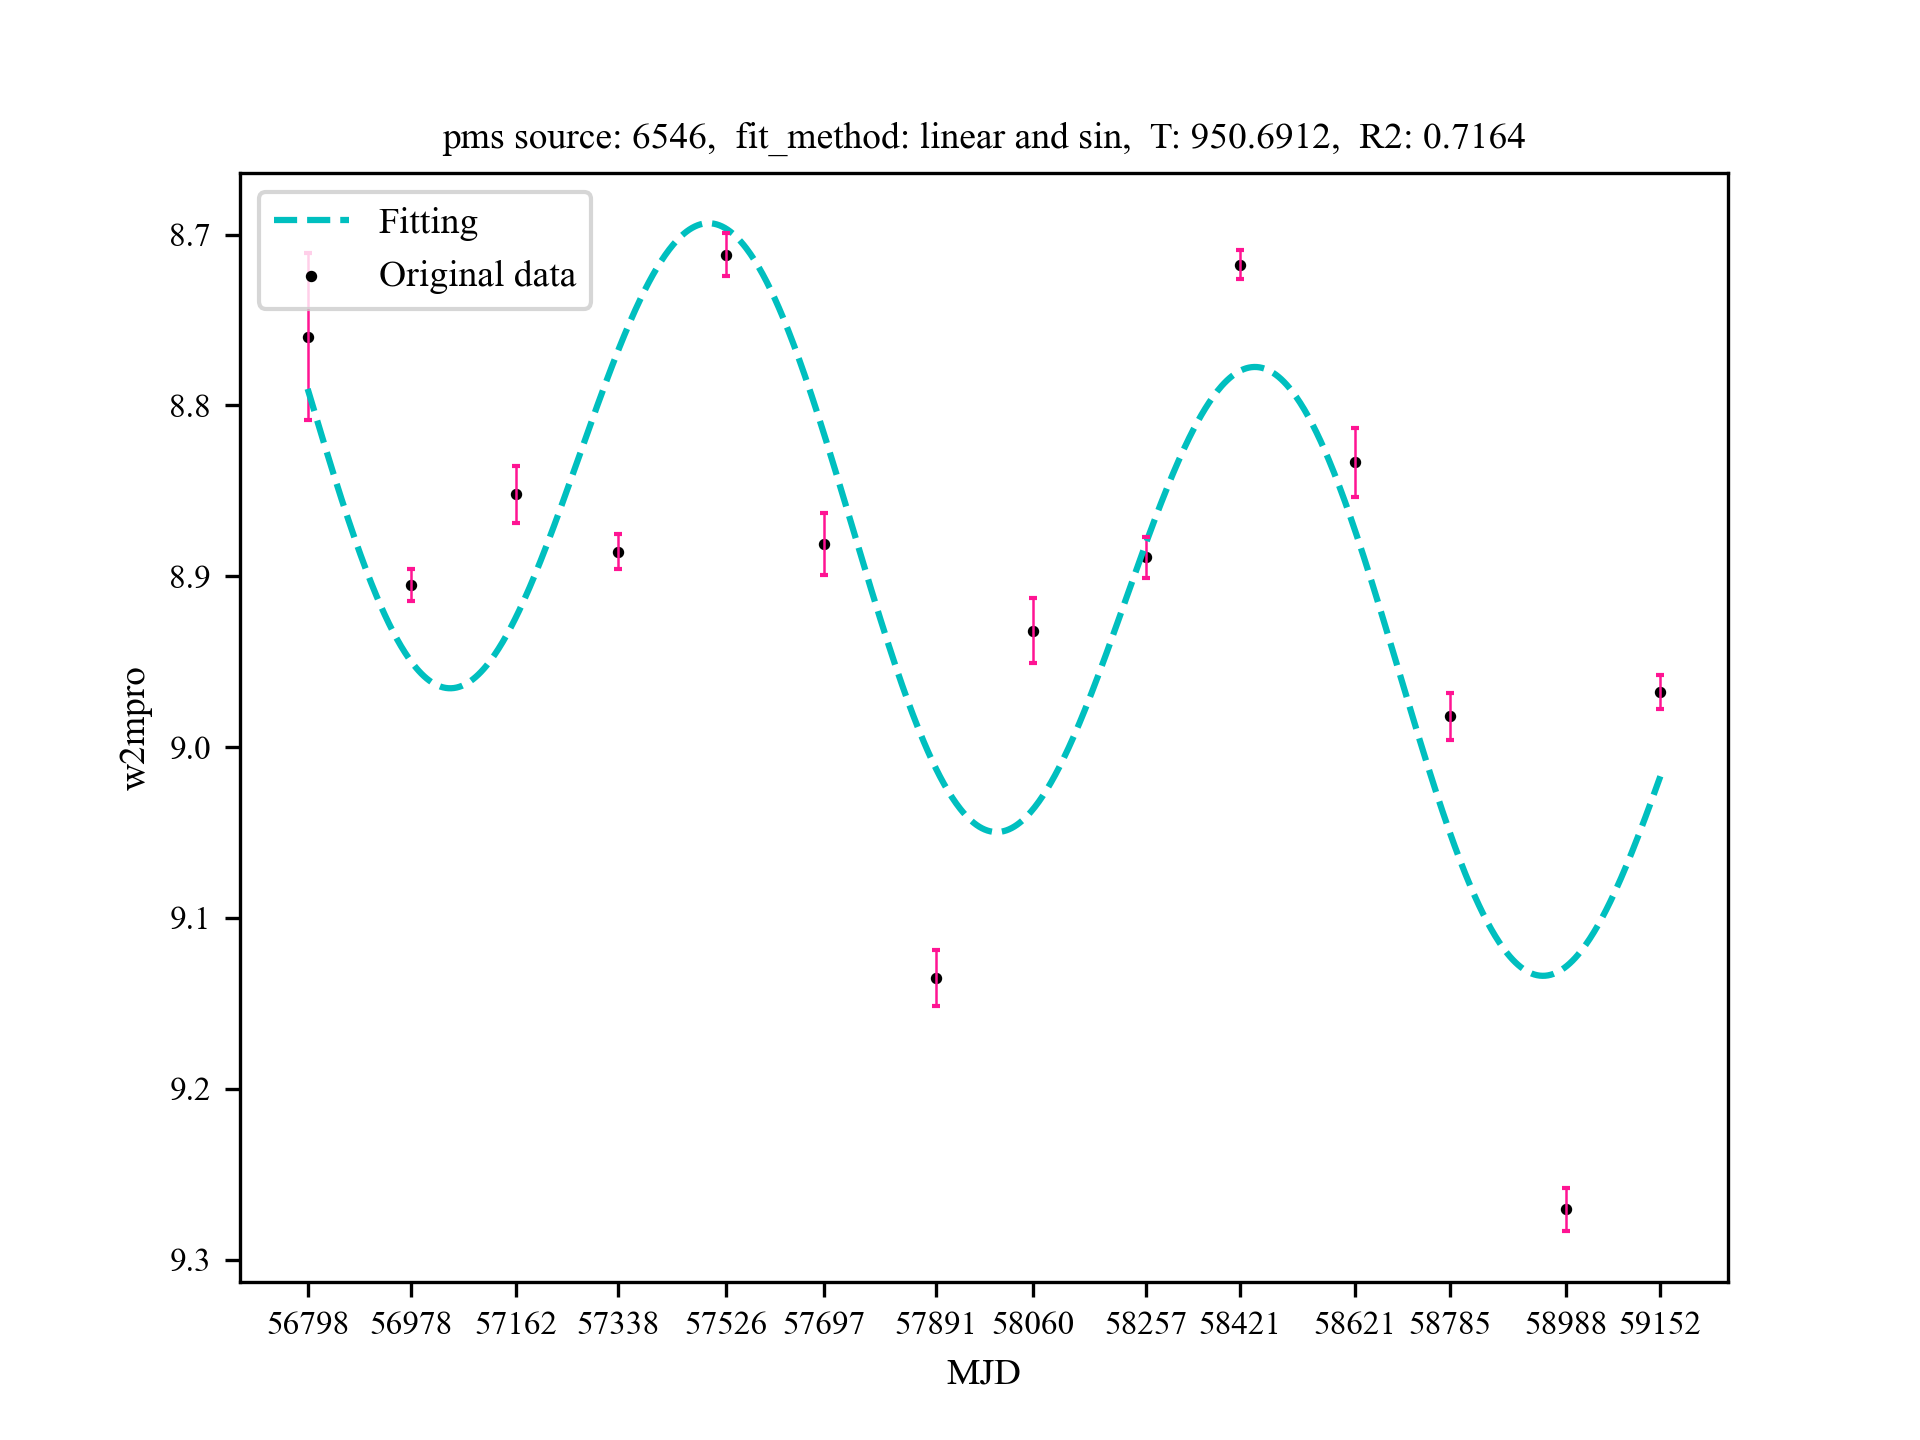 pms source: 6546,  fit_method: linear and sin,  T: 950.6912,  R2: 0.7164
Fitting
Original data
8.7
8.8
8.9
9.0
9.1
9.2
9.3
w2mpro
56798 56978 57162 57338 57526 57697 57891 58060 58257 58421 58621 58785 58988 59152
MJD